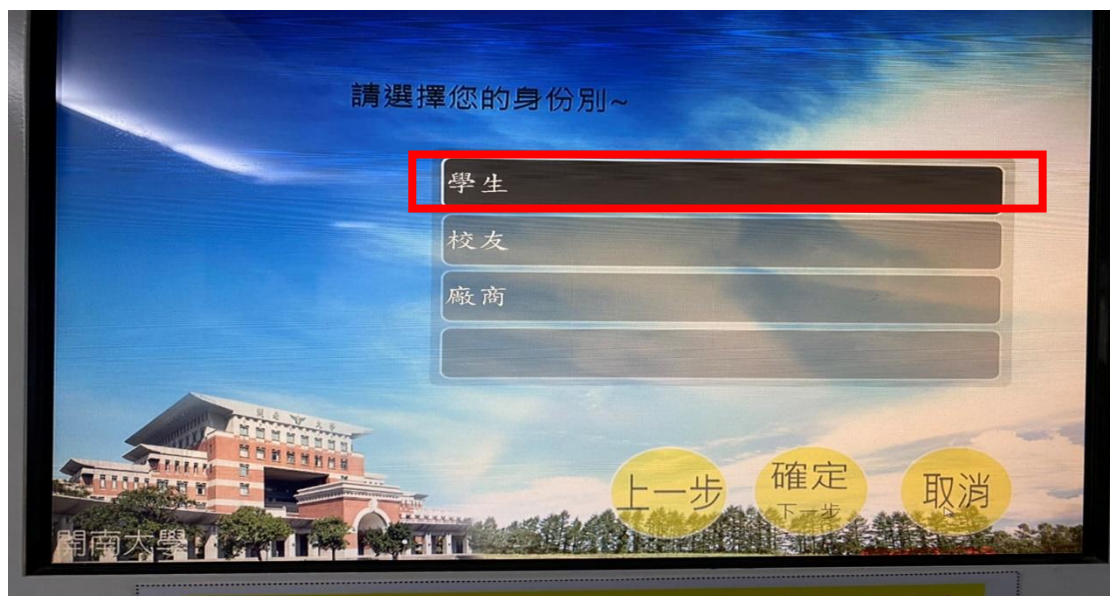 請選擇您的身份別~
學生
校友
廠商
上一步
確定
下一步
取消
開南大學